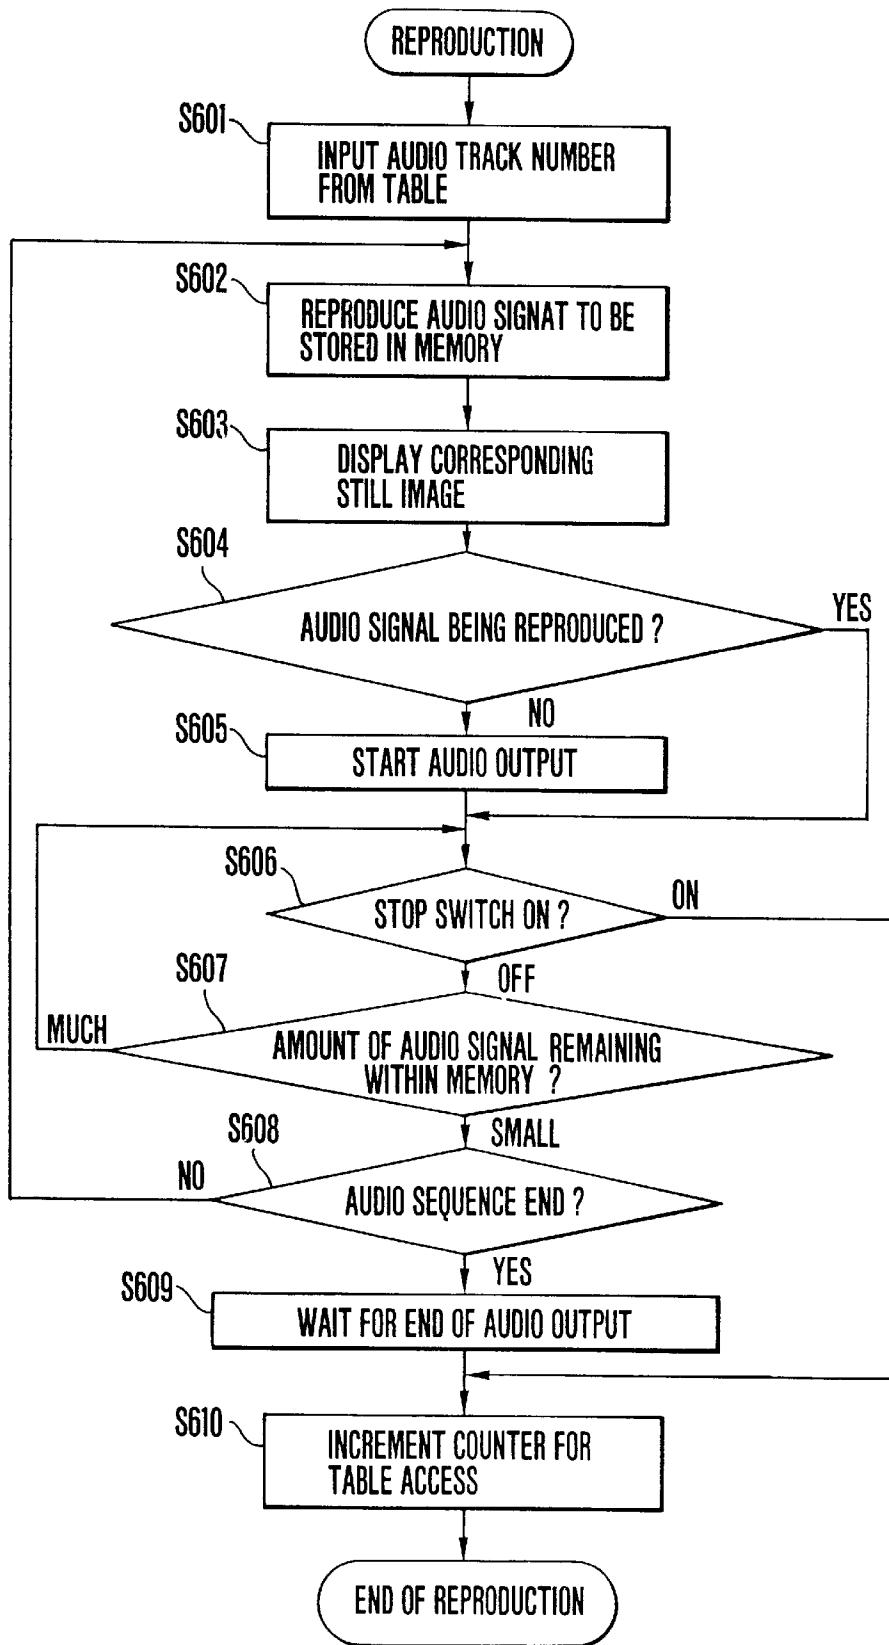 REPRODUCTION
S601
INPUT AUDIO TRACK NUMBER
FROM TABLE
S602
REPRODUCE AUDIO SIGNAT TO BE
STORED IN MEMORY
S603
DISPLAY CORRESPONDING
STILL IMAGE
S604
AUDIO SIGNAL BEING REPRODUCED ?
YES
NO
S605
START AUDIO OUTPUT
S606
STOP SWITCH ON ?
ON
OFF
S607
MUCH
AMOUNT OF AUDIO SIGNAL REMAINING
WITHIN MEMORY ?
SMALL
S608
NO
AUDIO SEQUENCE END ?
YES
S609
WAIT FOR END OF AUDIO OUTPUT
S610
INCREMENT COUNTER FOR
TABLE ACCESS
END OF REPRODUCTION